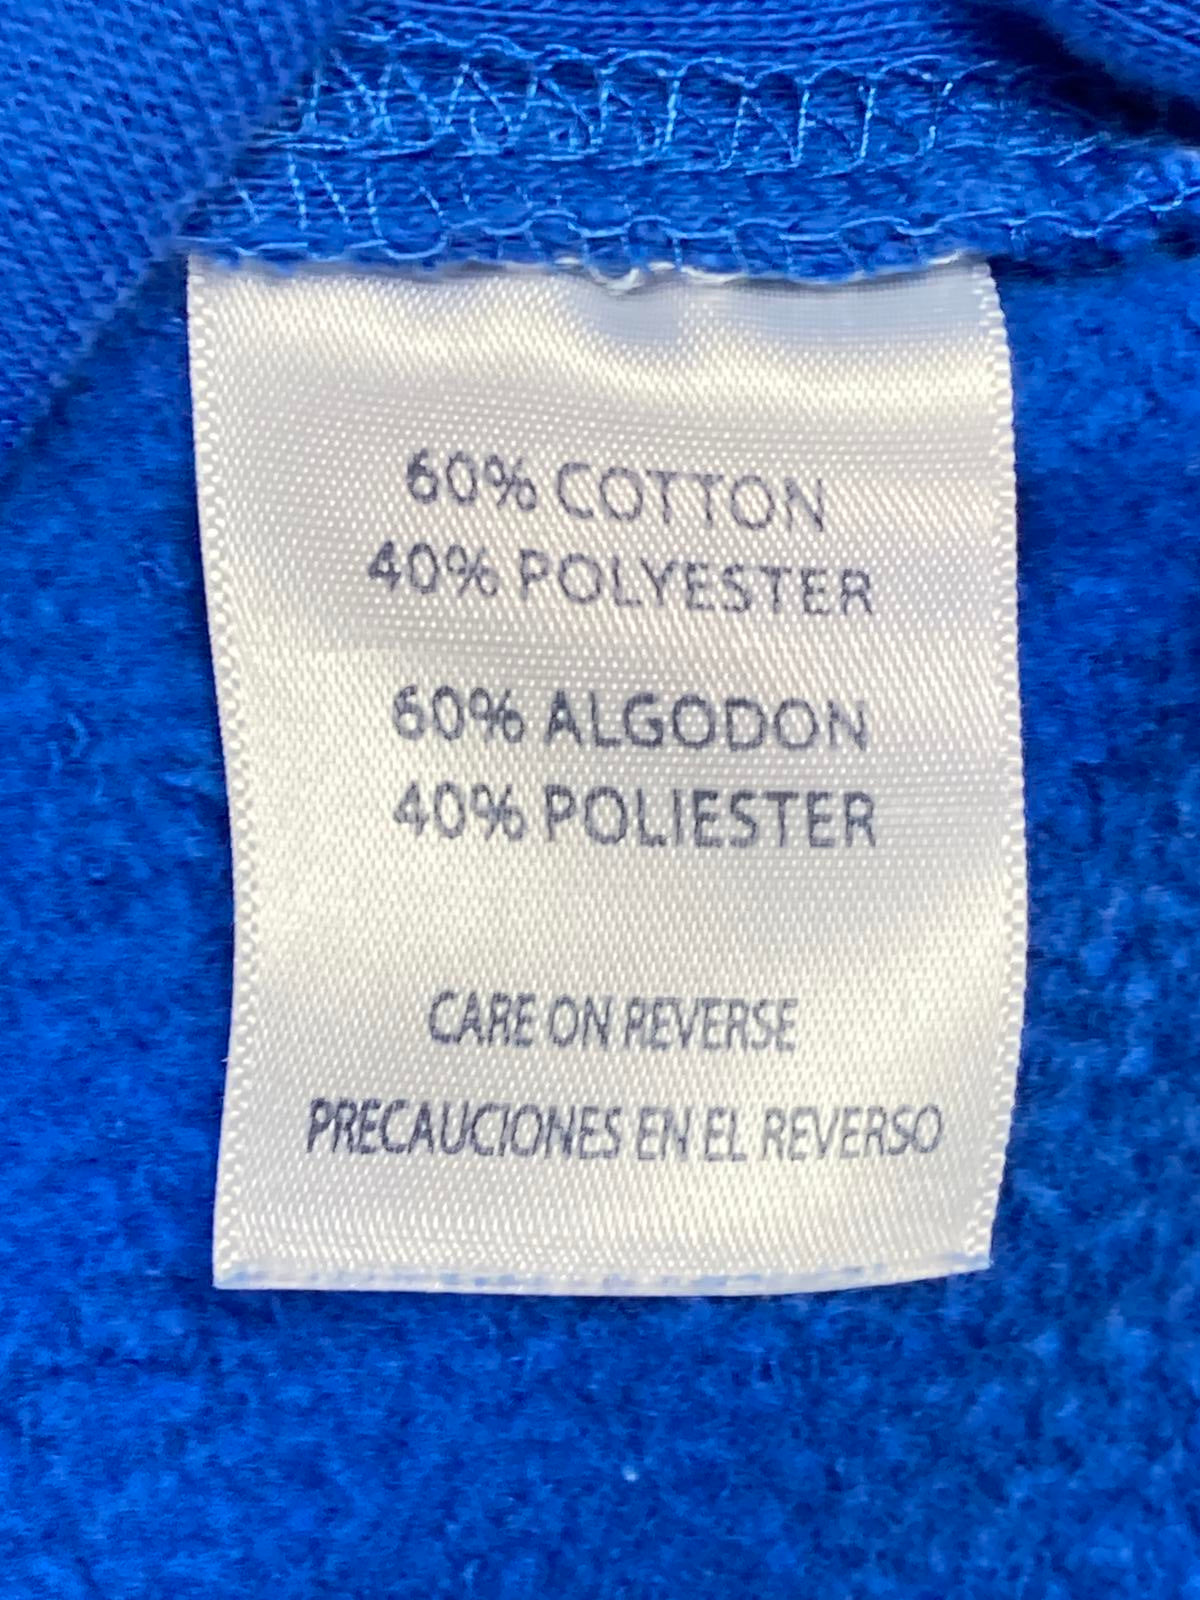 60% COTTON
40% POLYESTER
60% ALGODON
40% POLIESTER
CARE ON REVERSE
PRECAUCIONES EN EL REVERSO